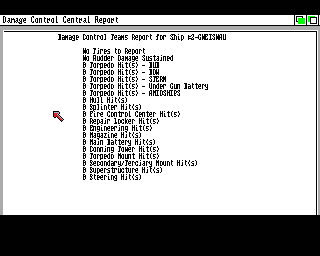 Damage Control Central Report
Damage Control Teams Report for Ship #2-GNEISNAU
No Fires to Report
No Rudder Damage Sustained
0 Torpedo Hit(s) - DUD
0 Torpedo Hit(s) - BOW
0 Torpedo Hit(s) - STERN
0 Torpedo Hit(s) - Under Gun Battery
0 Torpedo Hit(s) - AMIDSHIPS
0 Hull Hit(s)
0 Splinter Hit(s)
0 Fire Control Center Hit(s)
0 Repair Locker Hit(s)
0 Engineering Hit(s)
0 Magazine Hit(s)
0 Main Battery Hit(s)
0 Conning Tower Hit(s)
0 Torpedo Mount Hit(s)
0 Secondary/Terciary Mount Hit(s)
0 Superstructure Hit(s)
0 Steering Hit(s)